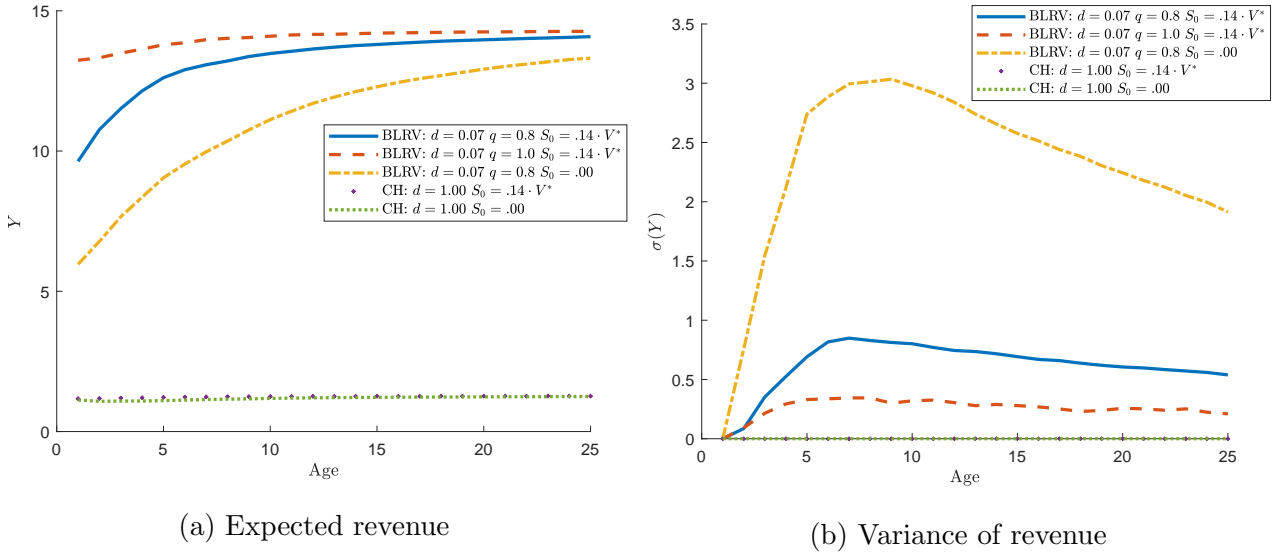 15
10
5
0
Y
0
5
10
15
20
25
Age
BLRV: d = 0.07 q = 0.8 S₀ = .14 · V*
BLRV: d = 0.07 q = 1.0 S₀ = .14 · V*
BLRV: d = 0.07 q = 0.8 S₀ = .00
CH: d = 1.00 S₀ = .14 · V*
CH: d = 1.00 S₀ = .00
(a) Expected revenue
3.5
3
2.5
2
1.5
1
0.5
0
σ(Y)
0
5
10
15
20
25
Age
BLRV: d = 0.07 q = 0.8 S₀ = .14 · V*
BLRV: d = 0.07 q = 1.0 S₀ = .14 · V*
BLRV: d = 0.07 q = 0.8 S₀ = .00
CH: d = 1.00 S₀ = .14 · V*
CH: d = 1.00 S₀ = .00
(b) Variance of revenue